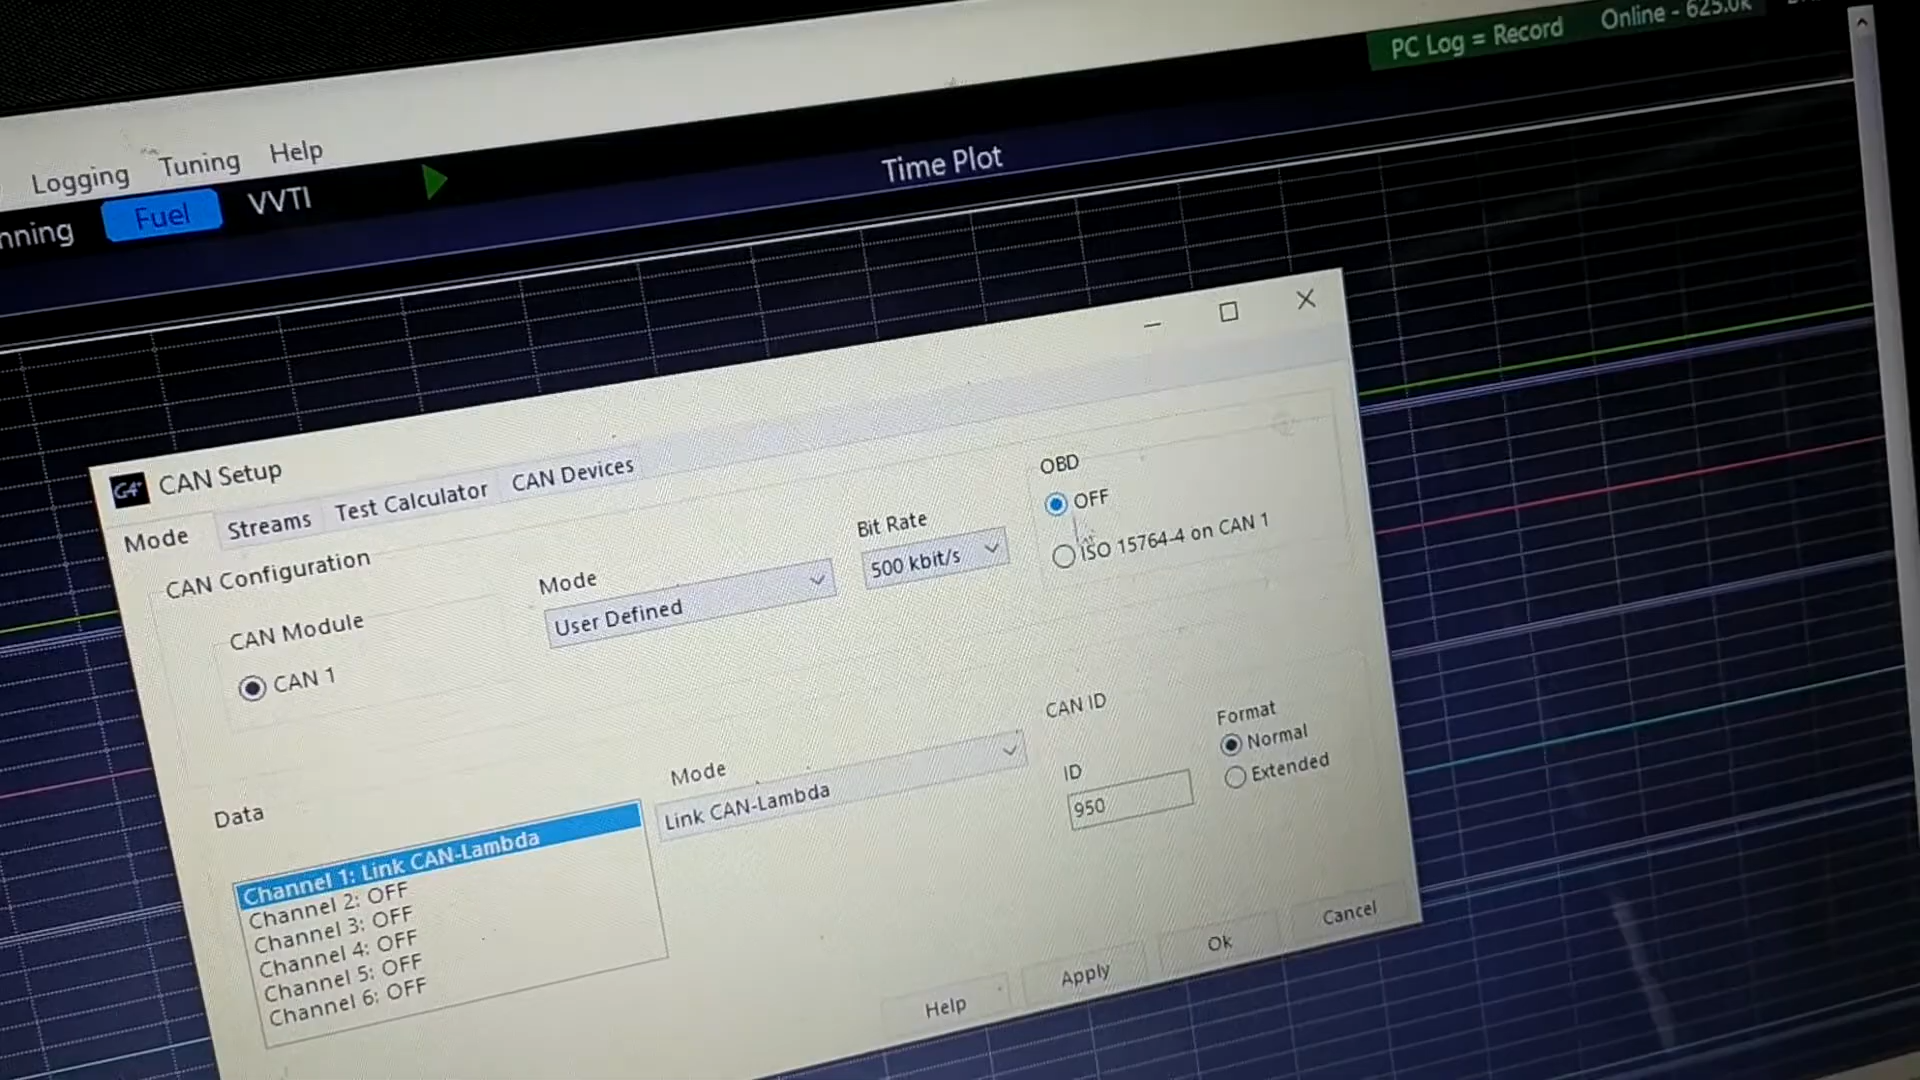 PC Log = Record Online - 625.0k
Logging Tuning Help
nning Fuel VVTI
Time Plot
G4+ CAN Setup
Mode Streams Test Calculator CAN Devices
CAN Configuration
CAN Module
CAN 1
Mode
User Defined
Bit Rate
500 kbit/s
OBD
OFF
ISO 15764-4 on CAN 1
Data
Channel 1: Link CAN-Lambda
Channel 2: OFF
Channel 3: OFF
Channel 4: OFF
Channel 5: OFF
Channel 6: OFF
Mode
Link CAN-Lambda
CAN ID
ID
950
Format
Normal
Extended
Help Apply Ok Cancel